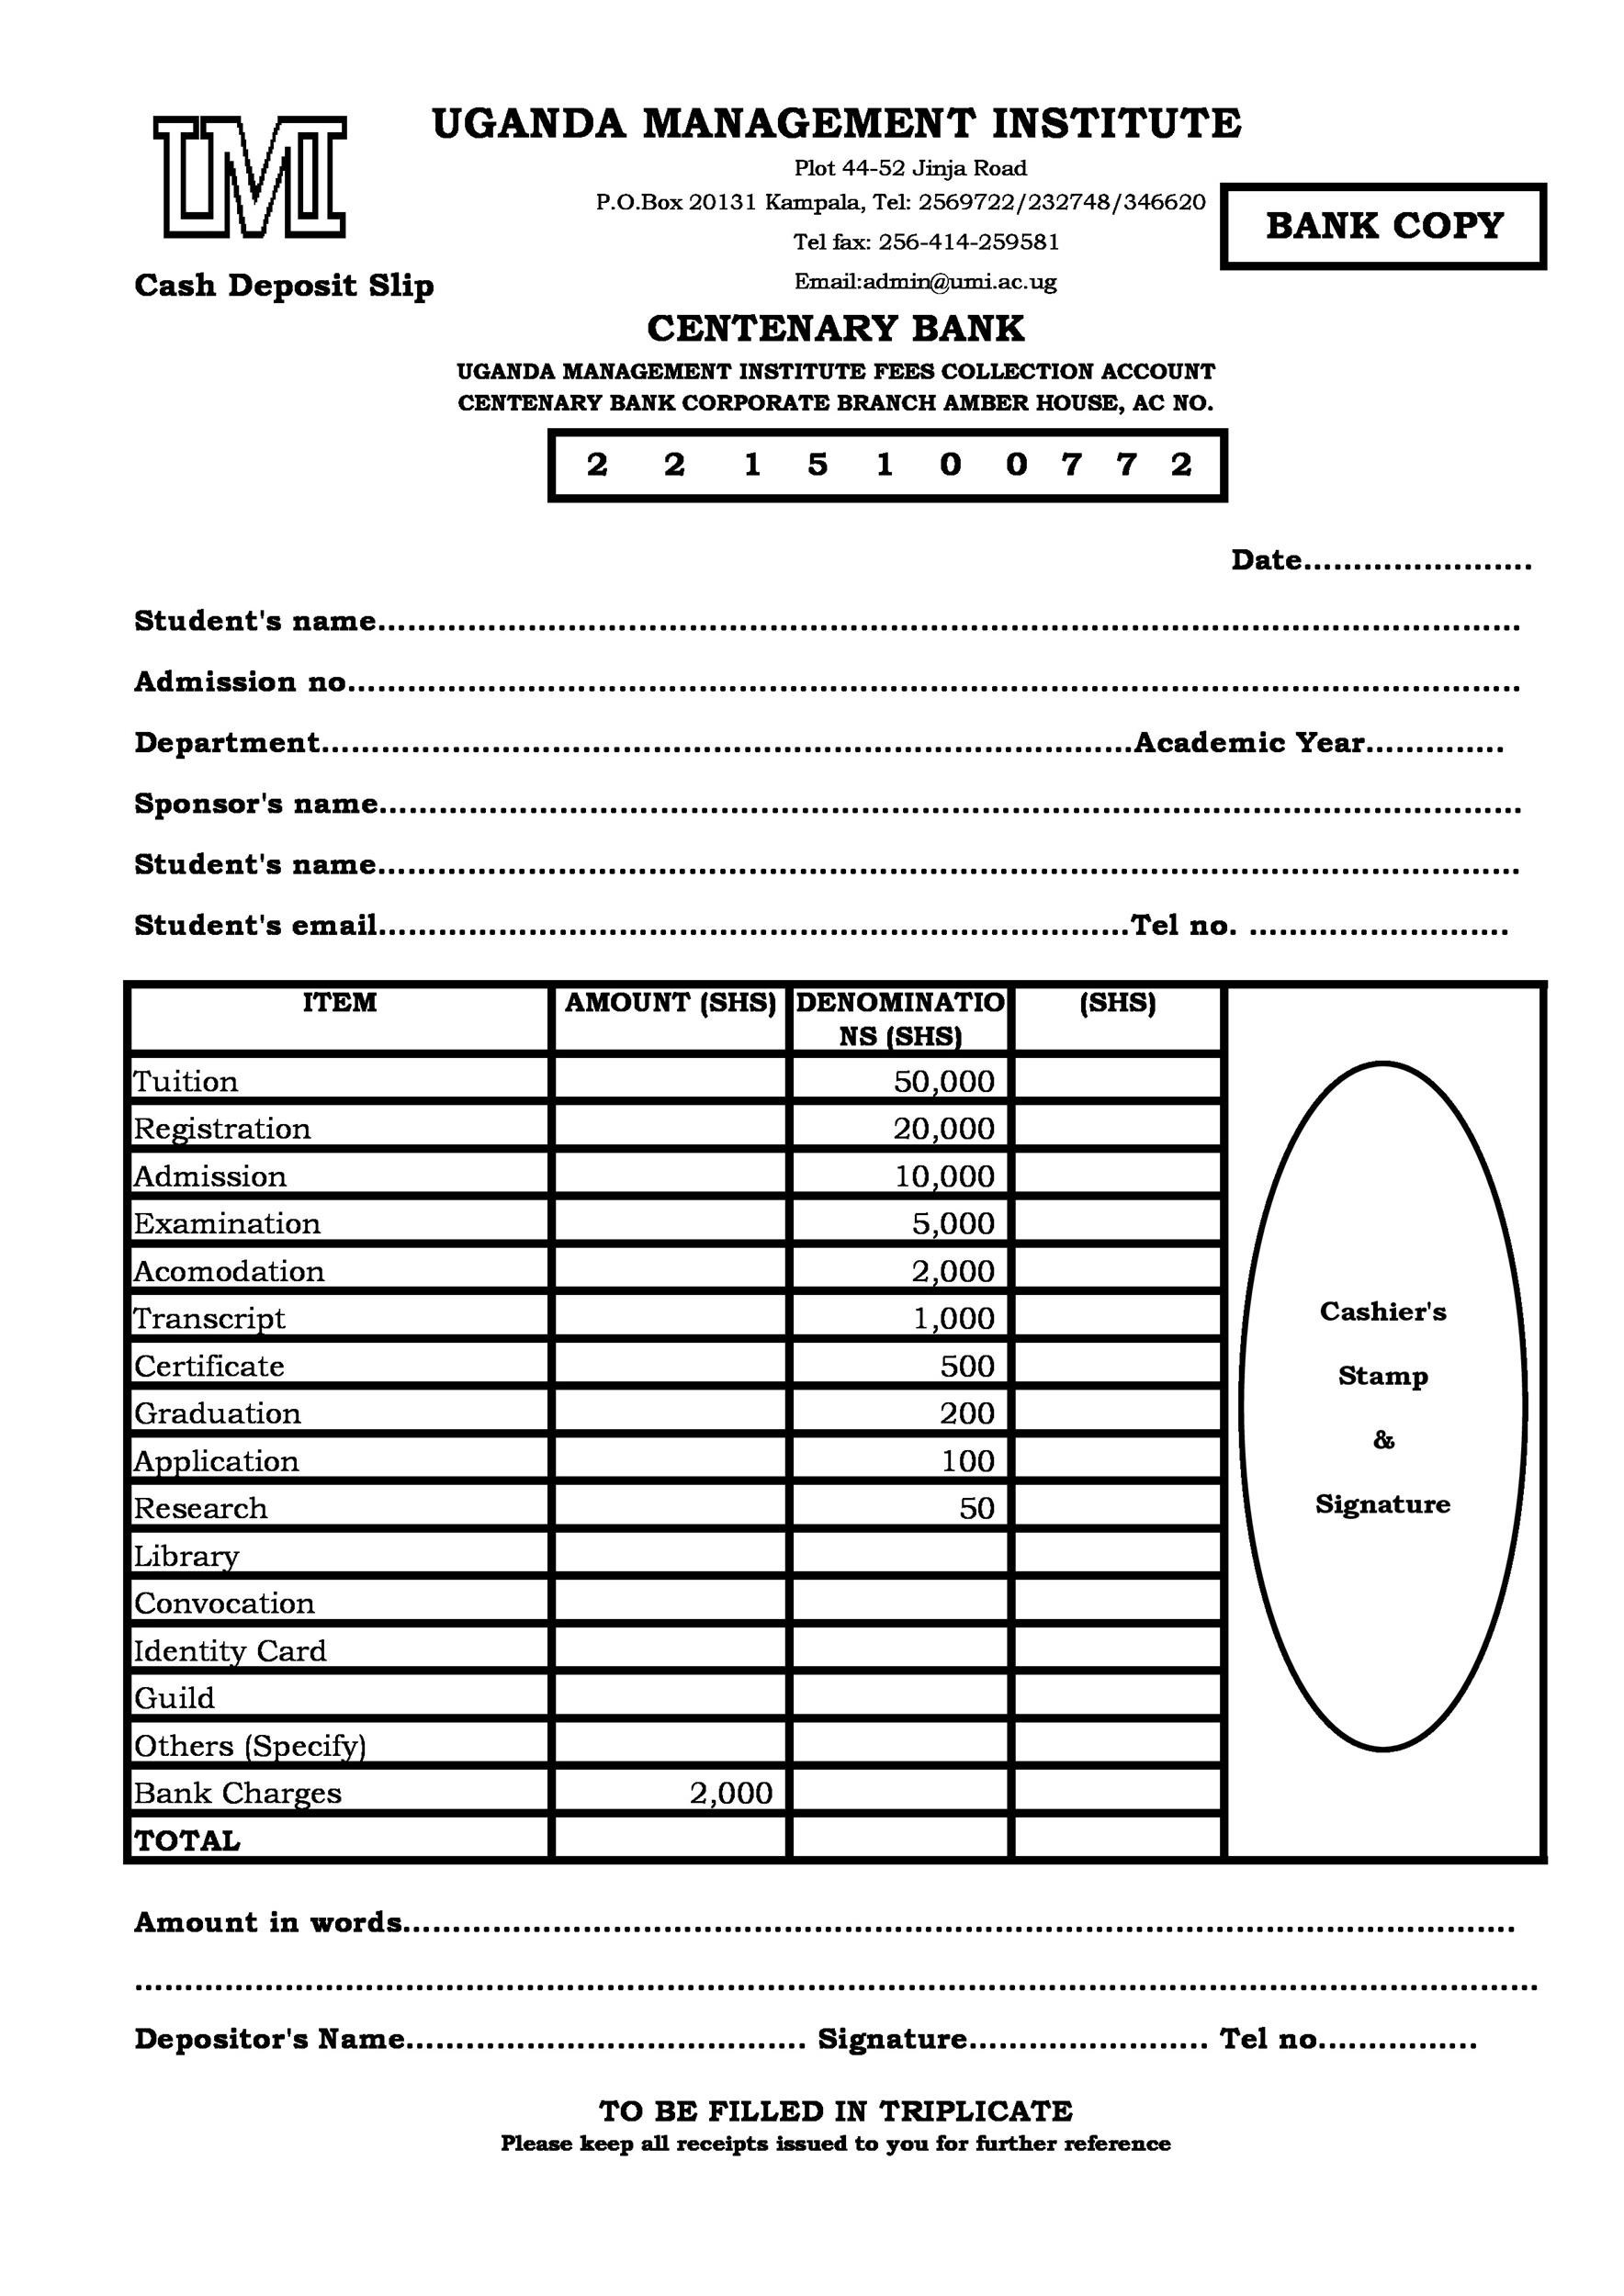 UMI
UGANDA MANAGEMENT INSTITUTE
Plot 44-52 Jinja Road
P.O.Box 20131 Kampala, Tel: 2569722/232748/346620
BANK COPY
Tel fax: 256-414-259581
Cash Deposit Slip
Email:admin@umi.ac.ug
CENTENARY BANK
UGANDA MANAGEMENT INSTITUTE FEES COLLECTION ACCOUNT
CENTENARY BANK CORPORATE BRANCH AMBER HOUSE, AC NO.
2 2 1 5 1 0 0 7 7 2
Date.......................
Student's name..................................................................................................................
Admission no.....................................................................................................................
Department.................................................................................Academic Year..............
Sponsor's name..................................................................................................................
Student's name..................................................................................................................
Student's email...........................................................................Tel no. ..........................
ITEM AMOUNT (SHS) DENOMINATIO (SHS)
NS (SHS)
Tuition 50,000
Registration 20,000
Admission 10,000
Examination 5,000
Acomodation 2,000
Transcript 1,000
Certificate 500
Graduation 200
Application 100
Research 50
Library
Convocation
Identity Card
Guild
Others (Specify)
Bank Charges 2,000
TOTAL
Cashier's
Stamp
&
Signature
Amount in words...............................................................................................................
............................................................................................................................................
Depositor's Name........................................ Signature........................ Tel no................
TO BE FILLED IN TRIPLICATE
Please keep all receipts issued to you for further reference